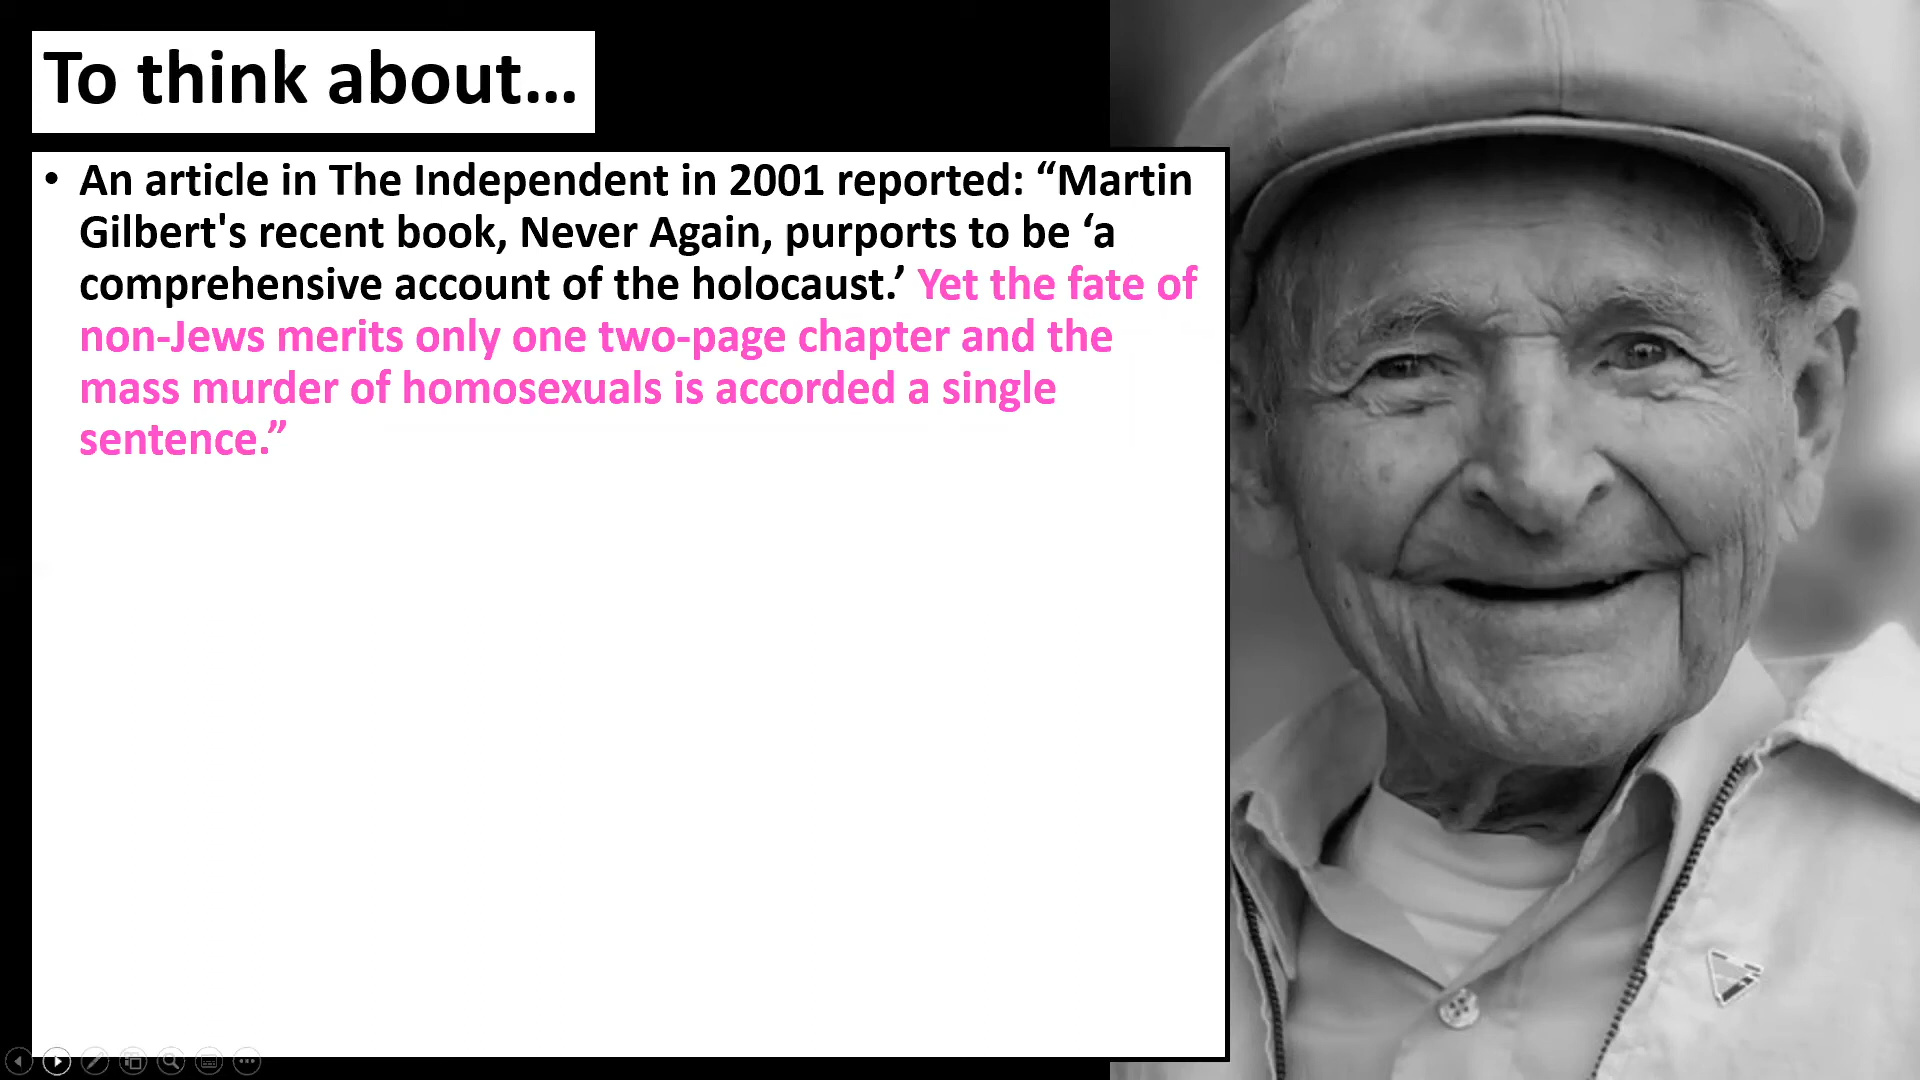 To think about...
• An article in The Independent in 2001 reported: “Martin
Gilbert's recent book, Never Again, purports to be ‘a
comprehensive account of the holocaust.’ Yet the fate of
non-Jews merits only one two-page chapter and the
mass murder of homosexuals is accorded a single
sentence.”